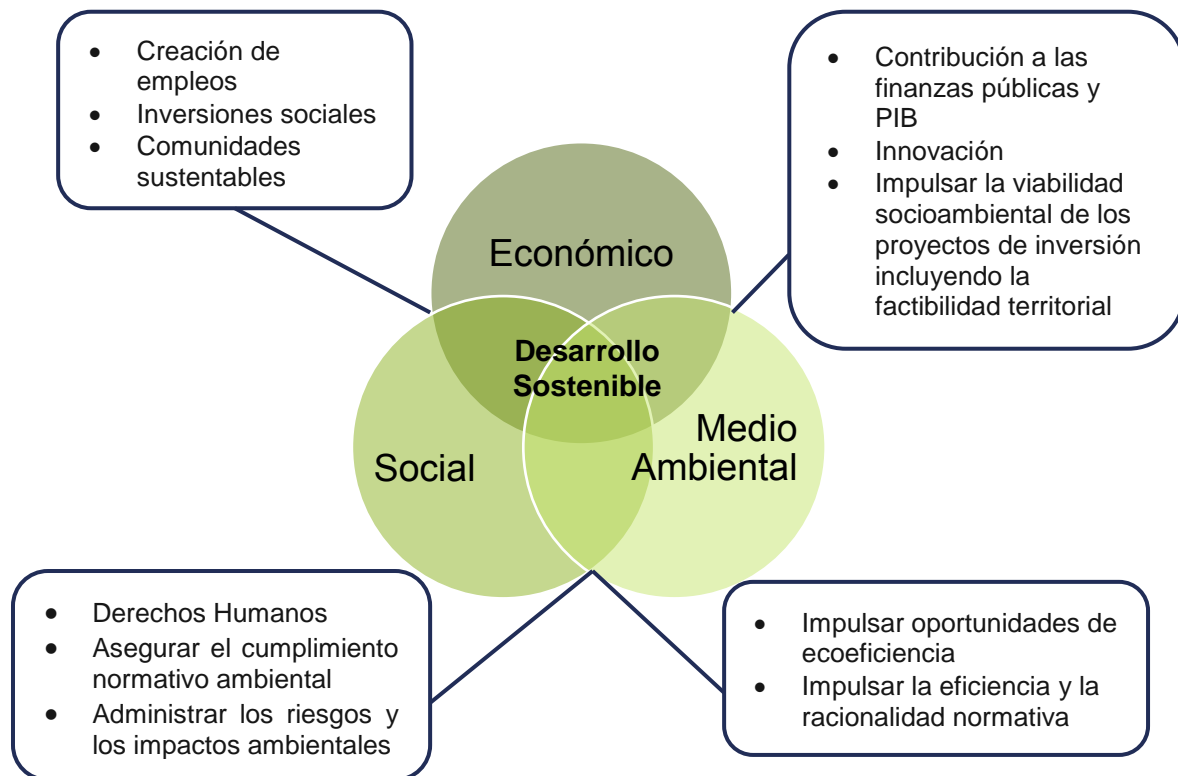 • Creación de
empleos
• Inversiones sociales
• Comunidades
sustentables
• Contribución a las
finanzas públicas y
PIB
• Innovación
• Impulsar la viabilidad
socioambiental de los
proyectos de inversión
incluyendo la
factibilidad territorial
Económico
Desarrollo
Sostenible
Social
Medio
Ambiental
• Derechos Humanos
• Asegurar el cumplimiento
normativo ambiental
• Administrar los riesgos y
los impactos ambientales
• Impulsar oportunidades de
ecoeficiencia
• Impulsar la eficiencia y la
racionalidad normativa